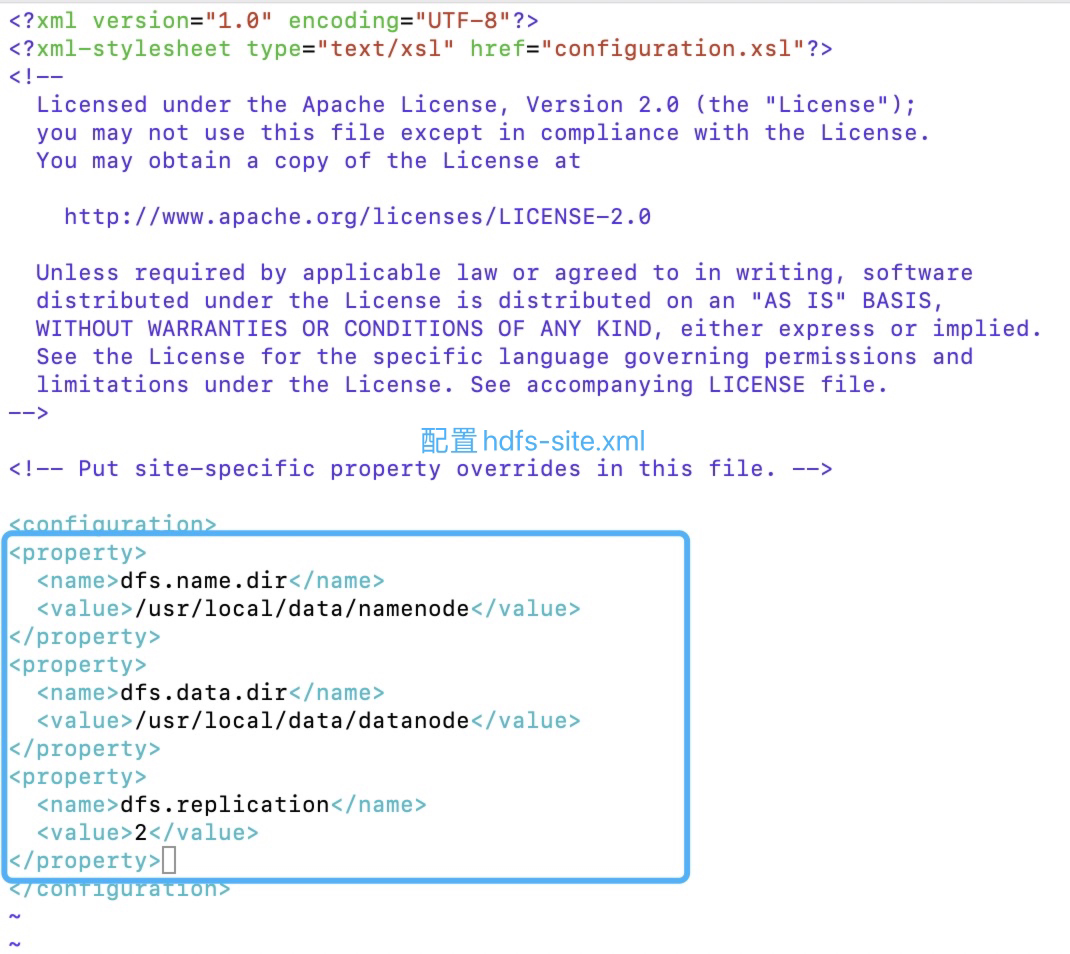 <?xml version="1.0" encoding="UTF-8"?>
<?xml-stylesheet type="text/xsl" href="configuration.xsl"?>
<!--
  Licensed under the Apache License, Version 2.0 (the "License");
  you may not use this file except in compliance with the License.
  You may obtain a copy of the License at

    http://www.apache.org/licenses/LICENSE-2.0

  Unless required by applicable law or agreed to in writing, software
  distributed under the License is distributed on an "AS IS" BASIS,
  WITHOUT WARRANTIES OR CONDITIONS OF ANY KIND, either express or implied.
  See the License for the specific language governing permissions and
  limitations under the License. See accompanying LICENSE file.
-->
配置hdfs-site.xml
<!-- Put site-specific property overrides in this file. -->

<configuration>
<property>
  <name>dfs.name.dir</name>
  <value>/usr/local/data/namenode</value>
</property>
<property>
  <name>dfs.data.dir</name>
  <value>/usr/local/data/datanode</value>
</property>
<property>
  <name>dfs.replication</name>
  <value>2</value>
</property>
</configuration>
~
~